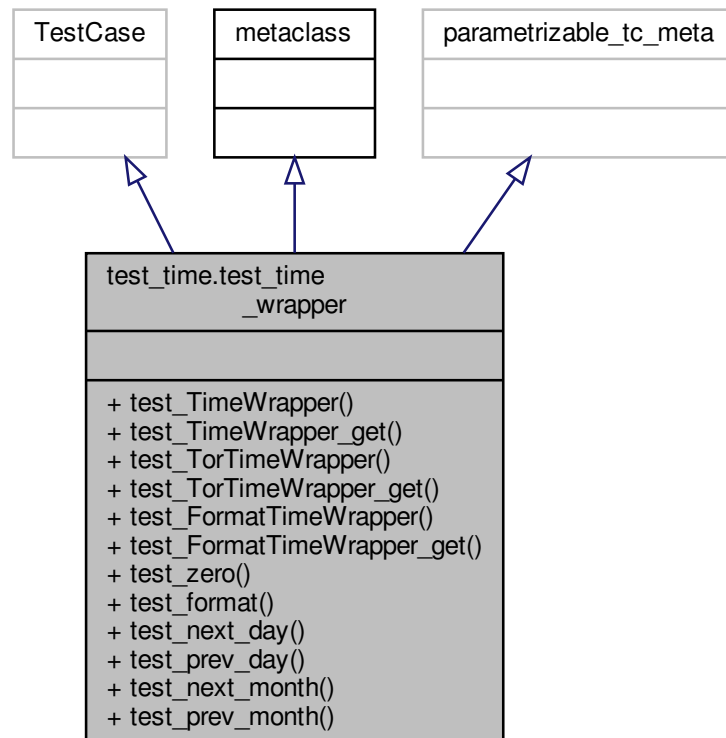 TestCase
metaclass
parametrizable_tc_meta
test_time.test_time
_wrapper
+ test_TimeWrapper()
+ test_TimeWrapper_get()
+ test_TorTimeWrapper()
+ test_TorTimeWrapper_get()
+ test_FormatTimeWrapper()
+ test_FormatTimeWrapper_get()
+ test_zero()
+ test_format()
+ test_next_day()
+ test_prev_day()
+ test_next_month()
+ test_prev_month()